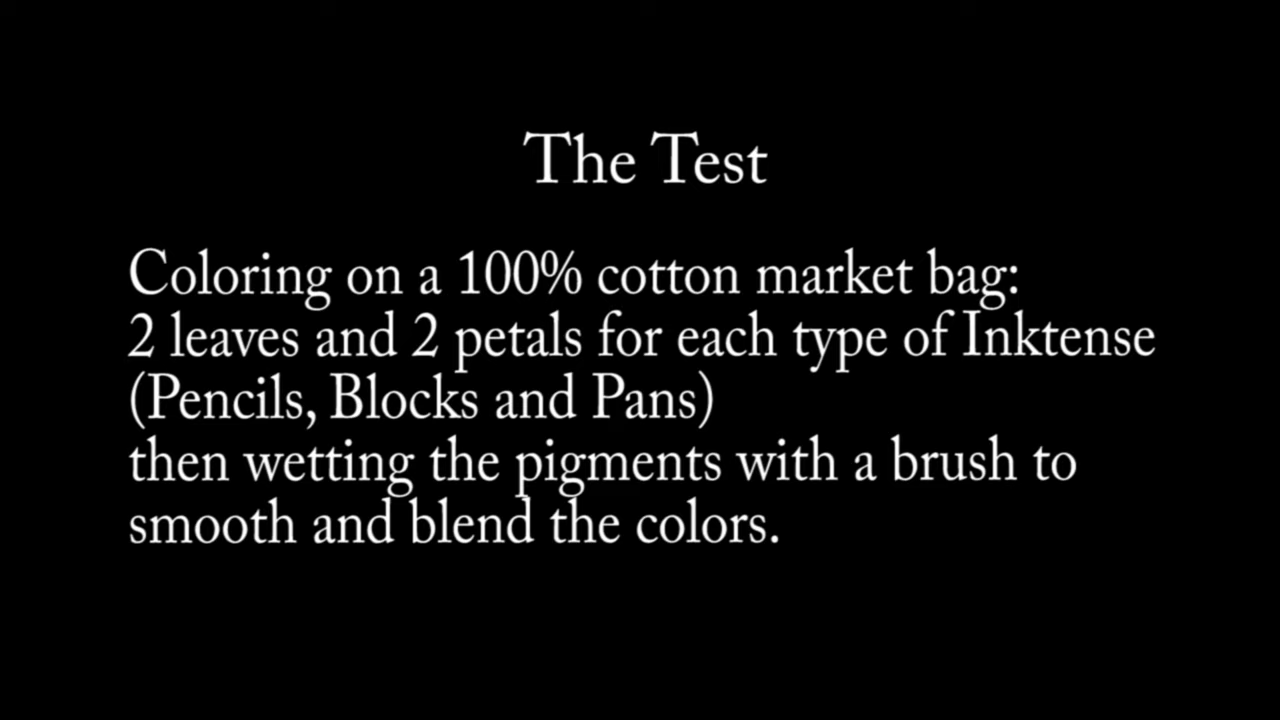 The Test
Coloring on a 100% cotton market bag:
2 leaves and 2 petals for each type of Inktense
(Pencils, Blocks and Pans)
then wetting the pigments with a brush to
smooth and blend the colors.